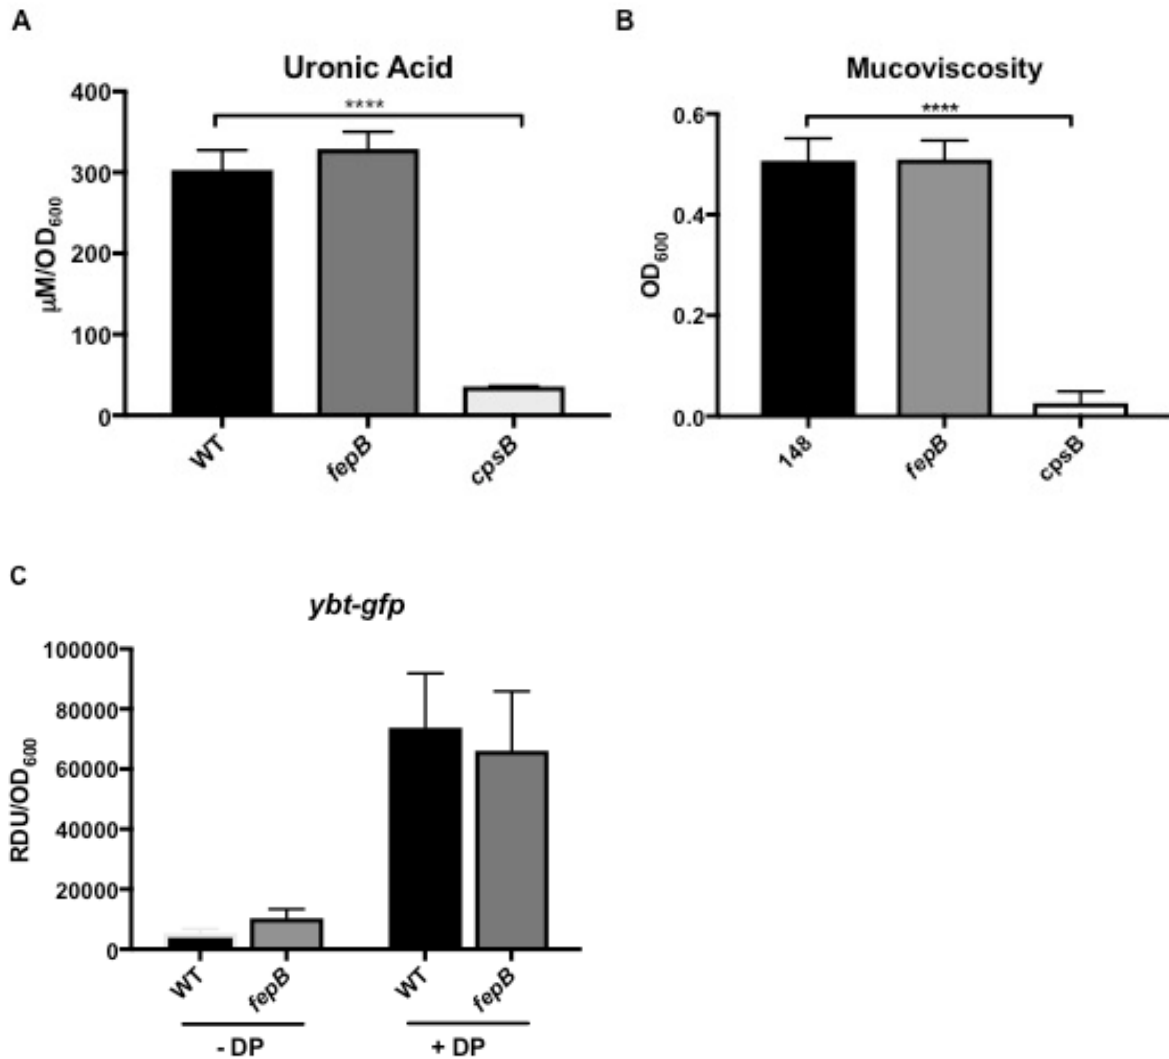 A
Uronic Acid
400
300
200
100
0
µM/OD600
****
WT
fepB
cpsB
B
Mucoviscosity
0.6
0.4
0.2
0.0
OD600
****
148
fepB
cpsB
C
ybt-gfp
100000
80000
60000
40000
20000
0
RDU/OD600
WT
fepB
WT
fepB
- DP
+ DP